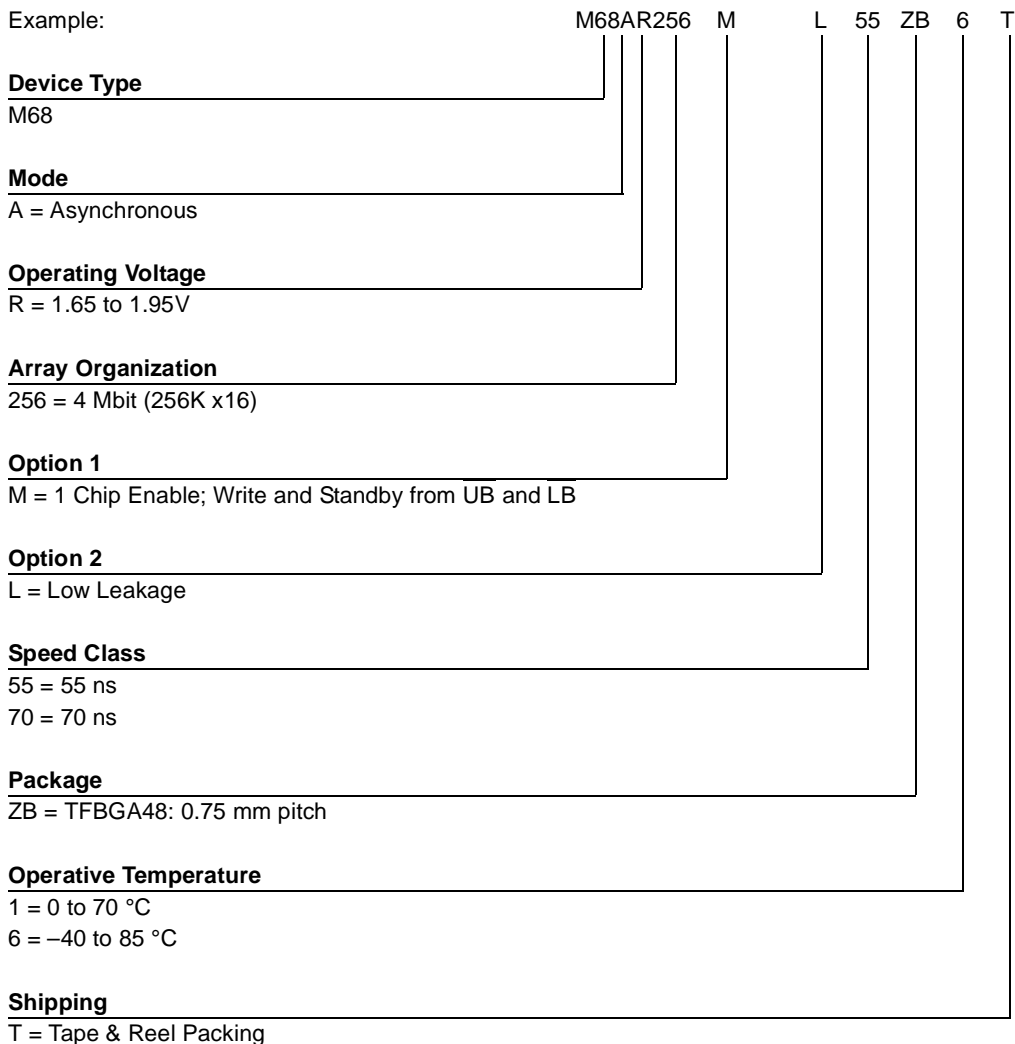 Example: M68AR256 M L 55 ZB 6 T
Device Type
M68
Mode
A = Asynchronous
Operating Voltage
R = 1.65 to 1.95V
Array Organization
256 = 4 Mbit (256K x16)
Option 1
M = 1 Chip Enable; Write and Standby from U̅B̅ and L̅B̅
Option 2
L = Low Leakage
Speed Class
55 = 55 ns
70 = 70 ns
Package
ZB = TFBGA48: 0.75 mm pitch
Operative Temperature
1 = 0 to 70 °C
6 = –40 to 85 °C
Shipping
T = Tape & Reel Packing